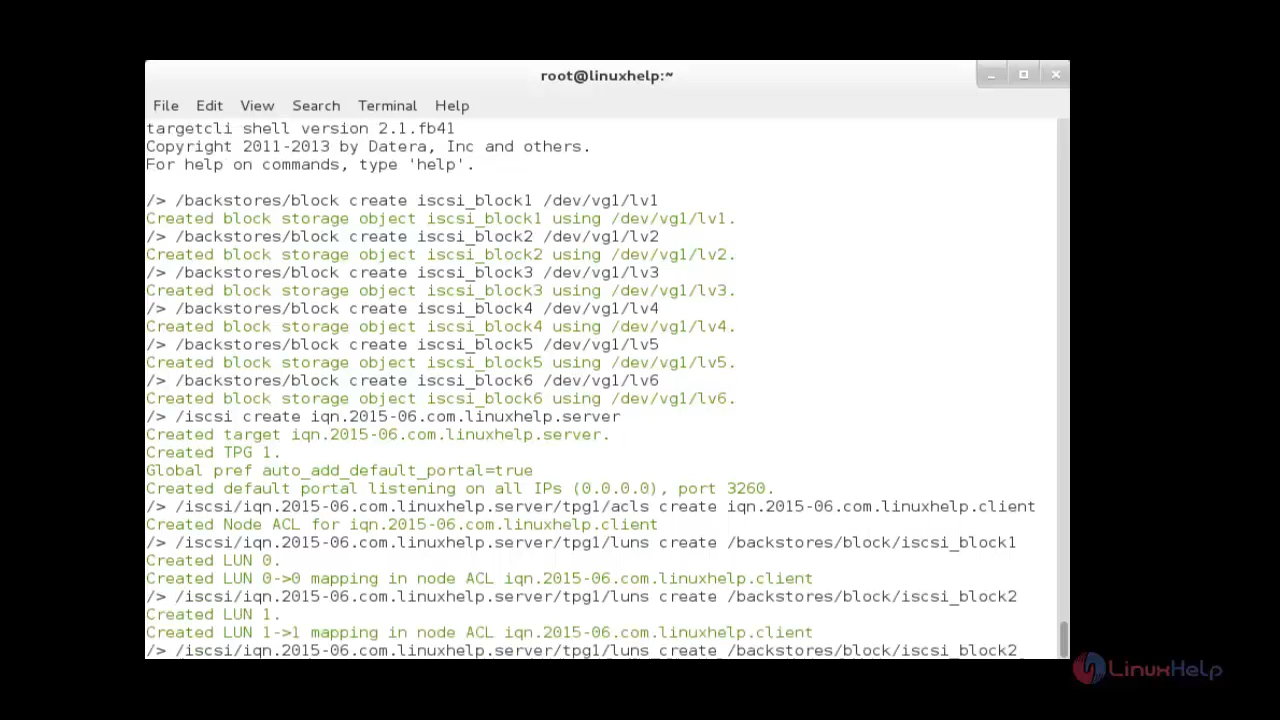 root@linuxhelp:~
File Edit View Search Terminal Help
targetcli shell version 2.1.fb41
Copyright 2011-2013 by Datera, Inc and others.
For help on commands, type 'help'.
/> /backstores/block create iscsi_block1 /dev/vg1/lv1
Created block storage object iscsi_block1 using /dev/vg1/lv1.
/> /backstores/block create iscsi_block2 /dev/vg1/lv2
Created block storage object iscsi_block2 using /dev/vg1/lv2.
/> /backstores/block create iscsi_block3 /dev/vg1/lv3
Created block storage object iscsi_block3 using /dev/vg1/lv3.
/> /backstores/block create iscsi_block4 /dev/vg1/lv4
Created block storage object iscsi_block4 using /dev/vg1/lv4.
/> /backstores/block create iscsi_block5 /dev/vg1/lv5
Created block storage object iscsi_block5 using /dev/vg1/lv5.
/> /backstores/block create iscsi_block6 /dev/vg1/lv6
Created block storage object iscsi_block6 using /dev/vg1/lv6.
/> /iscsi create iqn.2015-06.com.linuxhelp.server
Created target iqn.2015-06.com.linuxhelp.server.
Created TPG 1.
Global pref auto_add_default_portal=true
Created default portal listening on all IPs (0.0.0.0), port 3260.
/> /iscsi/iqn.2015-06.com.linuxhelp.server/tpg1/acls create iqn.2015-06.com.linuxhelp.client
Created Node ACL for iqn.2015-06.com.linuxhelp.client
/> /iscsi/iqn.2015-06.com.linuxhelp.server/tpg1/luns create /backstores/block/iscsi_block1
Created LUN 0.
Created LUN 0->0 mapping in node ACL iqn.2015-06.com.linuxhelp.client
/> /iscsi/iqn.2015-06.com.linuxhelp.server/tpg1/luns create /backstores/block/iscsi_block2
Created LUN 1.
Created LUN 1->1 mapping in node ACL iqn.2015-06.com.linuxhelp.client
/> /iscsi/iqn.2015-06.com.linuxhelp.server/tpg1/luns create /backstores/block/iscsi_block2
LinuxHelp